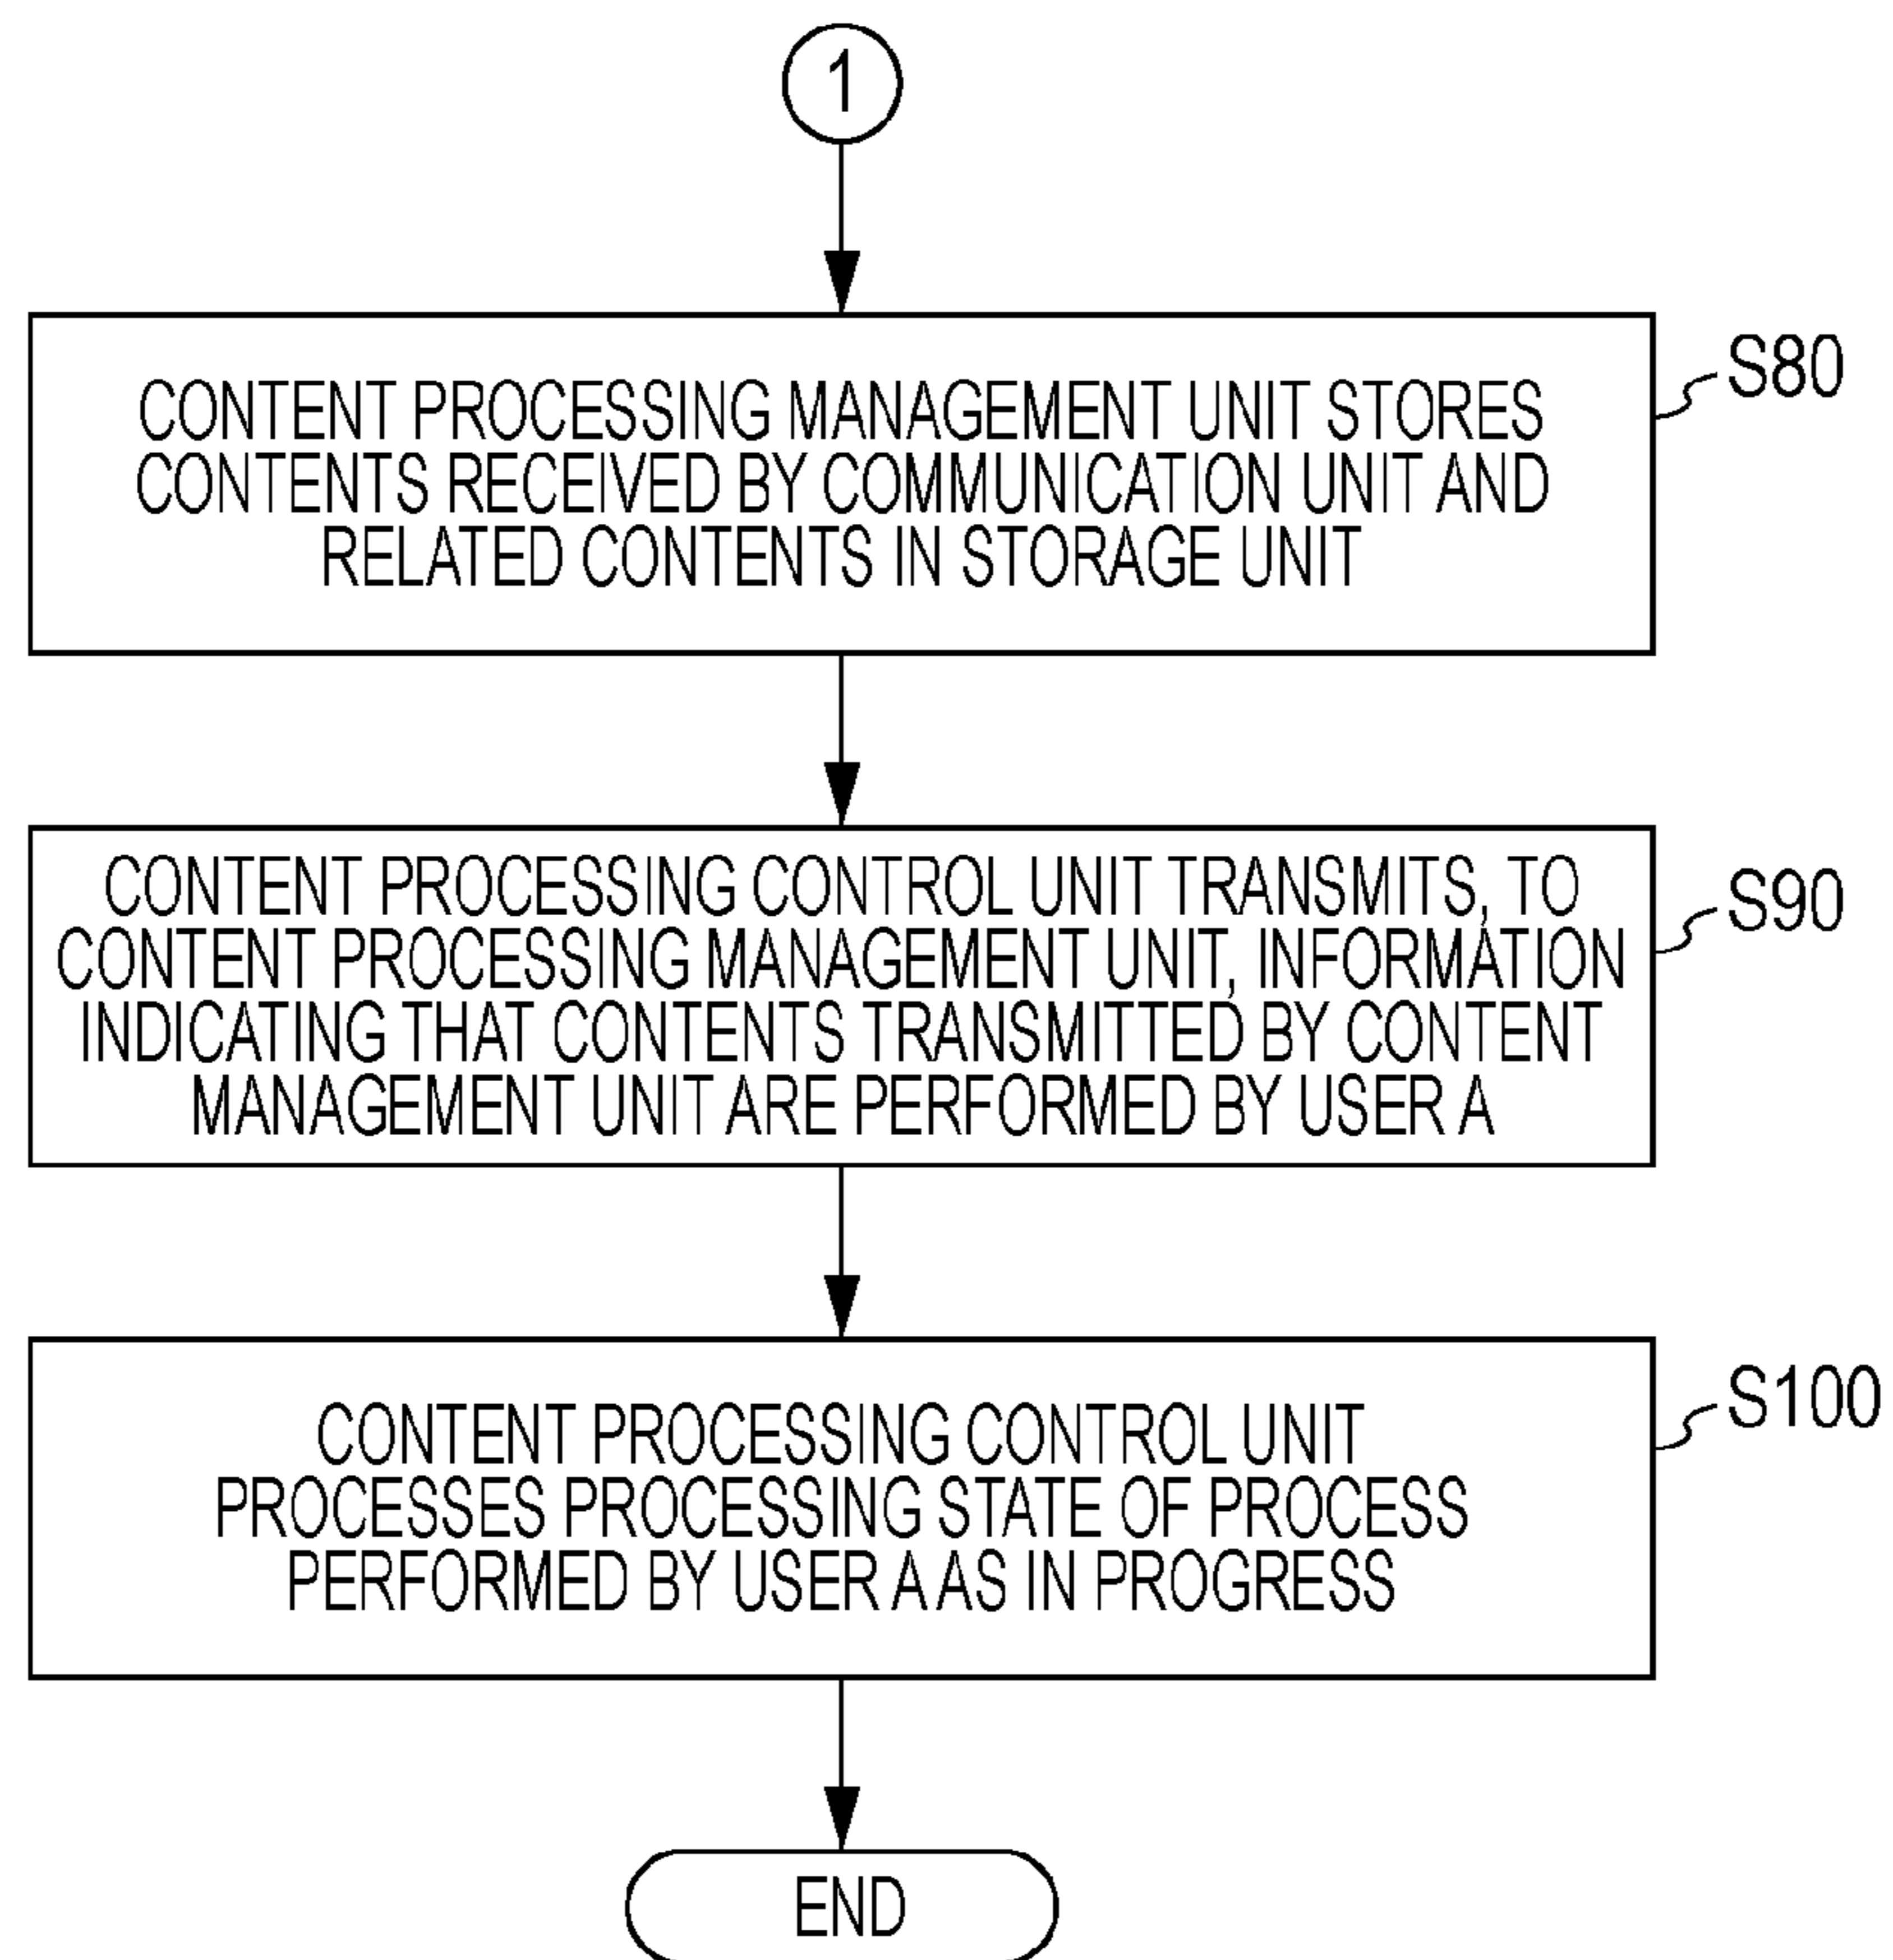 1
CONTENT PROCESSING MANAGEMENT UNIT STORES
CONTENTS RECEIVED BY COMMUNICATION UNIT AND
RELATED CONTENTS IN STORAGE UNIT
S80
CONTENT PROCESSING CONTROL UNIT TRANSMITS, TO
CONTENT PROCESSING MANAGEMENT UNIT, INFORMATION
INDICATING THAT CONTENTS TRANSMITTED BY CONTENT
MANAGEMENT UNIT ARE PERFORMED BY USER A
S90
CONTENT PROCESSING CONTROL UNIT
PROCESSES PROCESSING STATE OF PROCESS
PERFORMED BY USER A AS IN PROGRESS
S100
END